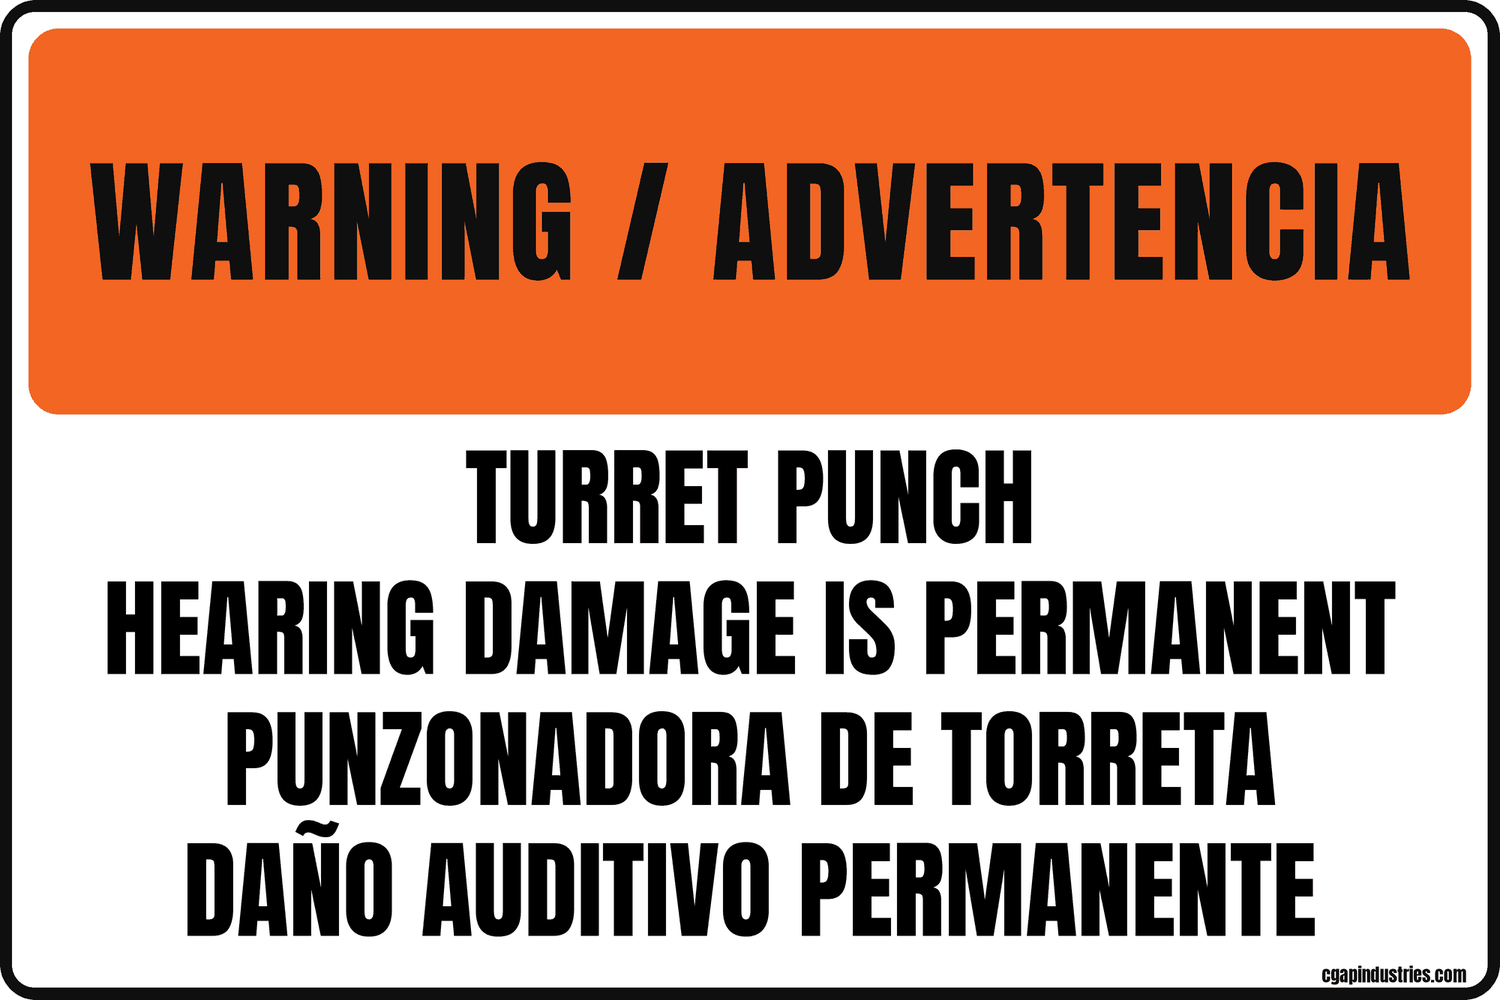 WARNING / ADVERTENCIA
TURRET PUNCH
HEARING DAMAGE IS PERMANENT
PUNZONADORA DE TORRETA
DAÑO AUDITIVO PERMANENTE
cgapindustries.com